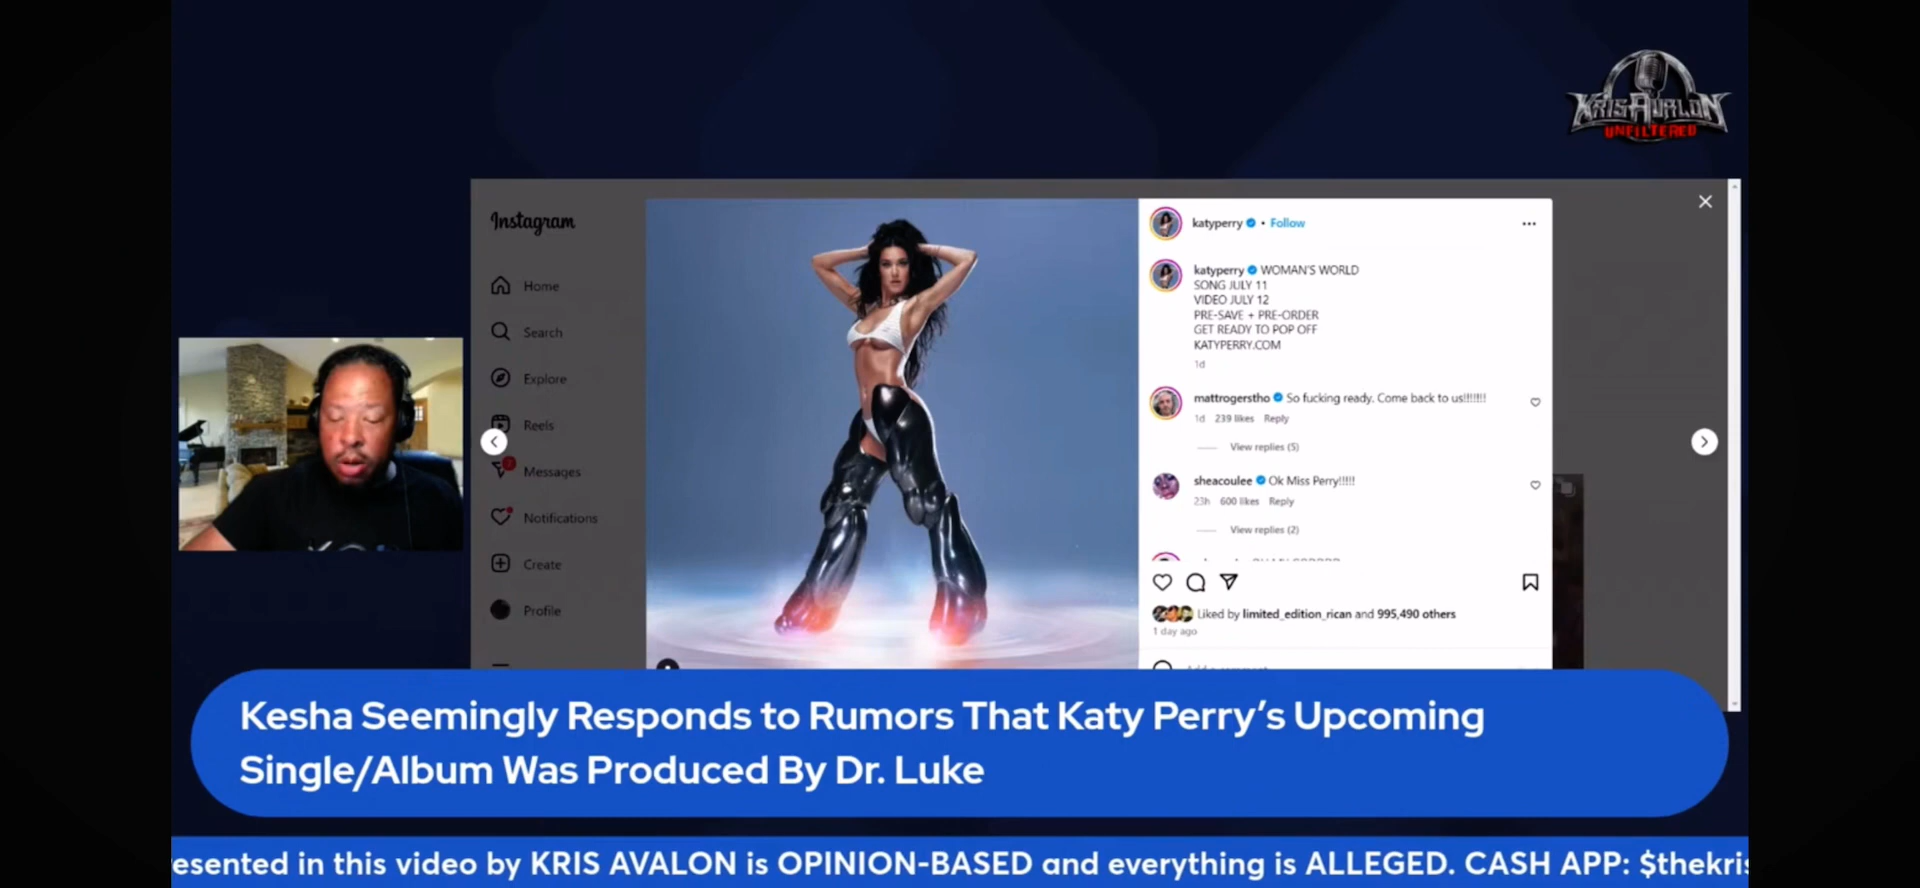 KRIS AVALON
UNFILTERED
Instagram
Home
Search
Explore
Reels
Messages
Notifications
Create
Profile
katyperry • Follow
katyperry WOMAN'S WORLD
SONG JULY 11
VIDEO JULY 12
PRE-SAVE + PRE-ORDER
GET READY TO POP OFF
KATYPERRY.COM
1d
mattrogerstho So fucking ready. Come back to us!!!!!!!
1d 239 likes Reply
View replies (5)
sheacoulee Ok Miss Perry!!!!!
23h 600 likes Reply
View replies (2)
Liked by limited_edition_rican and 995,490 others
1 day ago
Kesha Seemingly Responds to Rumors That Katy Perry's Upcoming
Single/Album Was Produced By Dr. Luke
esented in this video by KRIS AVALON is OPINION-BASED and everything is ALLEGED. CASH APP: $thekris